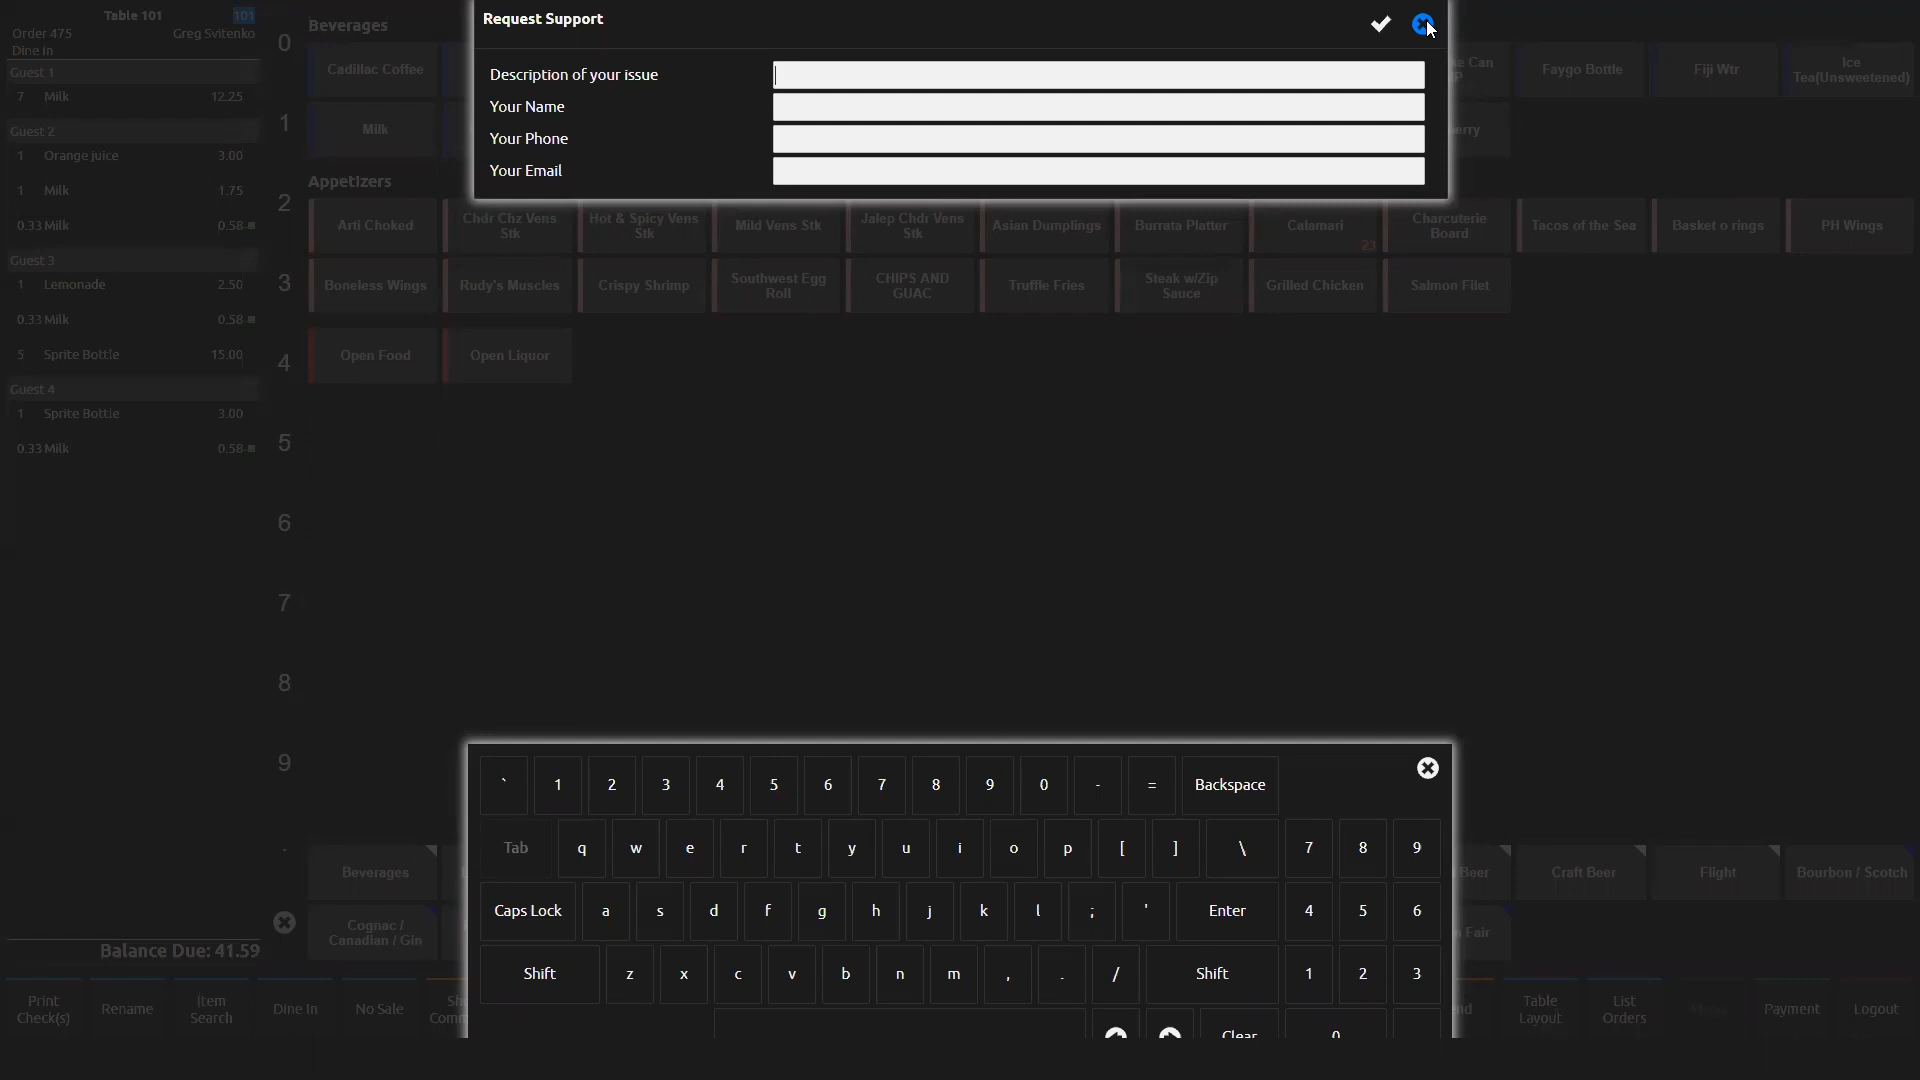 Table 101
101
Order 475
Greg Svitenko
Dine In
Guest 1
7 Milk 12.25
Guest 2
1 Orange juice 3.00
1 Milk 1.75
0.33 Milk 0.58
Guest 3
1 Lemonade 2.50
0.33 Milk 0.58
5 Sprite Bottle 15.00
Guest 4
1 Sprite Bottle 3.00
0.33 Milk 0.58
Balance Due: 41.59
0
1
2
3
4
5
6
7
8
9
Request Support
Description of your issue
Your Name
Your Phone
Your Email
Beverages
Cadillac Coffee
Faygo Bottle
Fiji Wtr
Ice
Tea(Unsweetened)
Milk
Appetizers
Arti Choked
Chdr Chz Vens
Stk
Hot & Spicy Vens
Stk
Mild Vens Stk
Jalep Chdr Vens
Stk
Asian Dumplings
Burrata Platter
Calamari
23
Charcuterie
Board
Tacos of the Sea
Basket o rings
PH Wings
Boneless Wings
Rudy's Muscles
Crispy Shrimp
Southwest Egg
Roll
CHIPS AND
GUAC
Truffle Fries
Steak w/Zip
Sauce
Grilled Chicken
Salmon Filet
Open Food
Open Liquor
` 1 2 3 4 5 6 7 8 9 0 - = Backspace
Tab q w e r t y u i o p [ ] \ 7 8 9
Caps Lock a s d f g h j k l ; ' Enter 4 5 6
Shift z x c v b n m , . / Shift 1 2 3
Clear 0
Beverages
Beer
Craft Beer
Flight
Bourbon / Scotch
Cognac /
Canadian / Gin
Fair
Print
Check(s)
Rename
Item
Search
Dine In
No Sale
Table
Layout
List
Orders
Payment
Logout